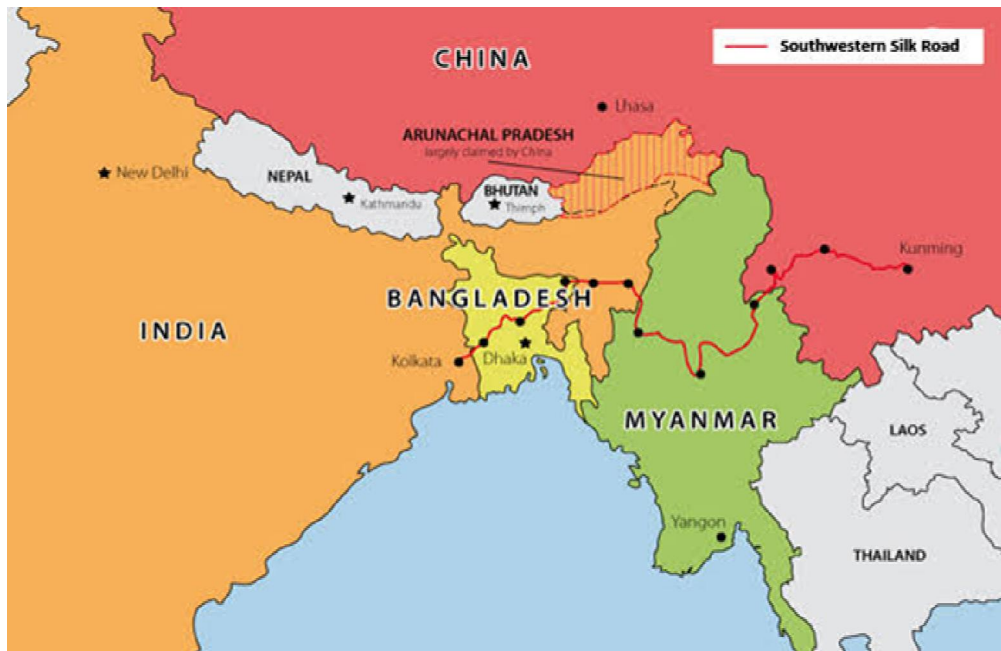 Southwestern Silk Road
CHINA
Lhasa
ARUNACHAL PRADESH
largely claimed by China
New Delhi
NEPAL
Kathmandu
BHUTAN
Thimph
Kunming
BANGLADESH
INDIA
Kolkata
Dhaka
MYANMAR
LAOS
Yangon
THAILAND